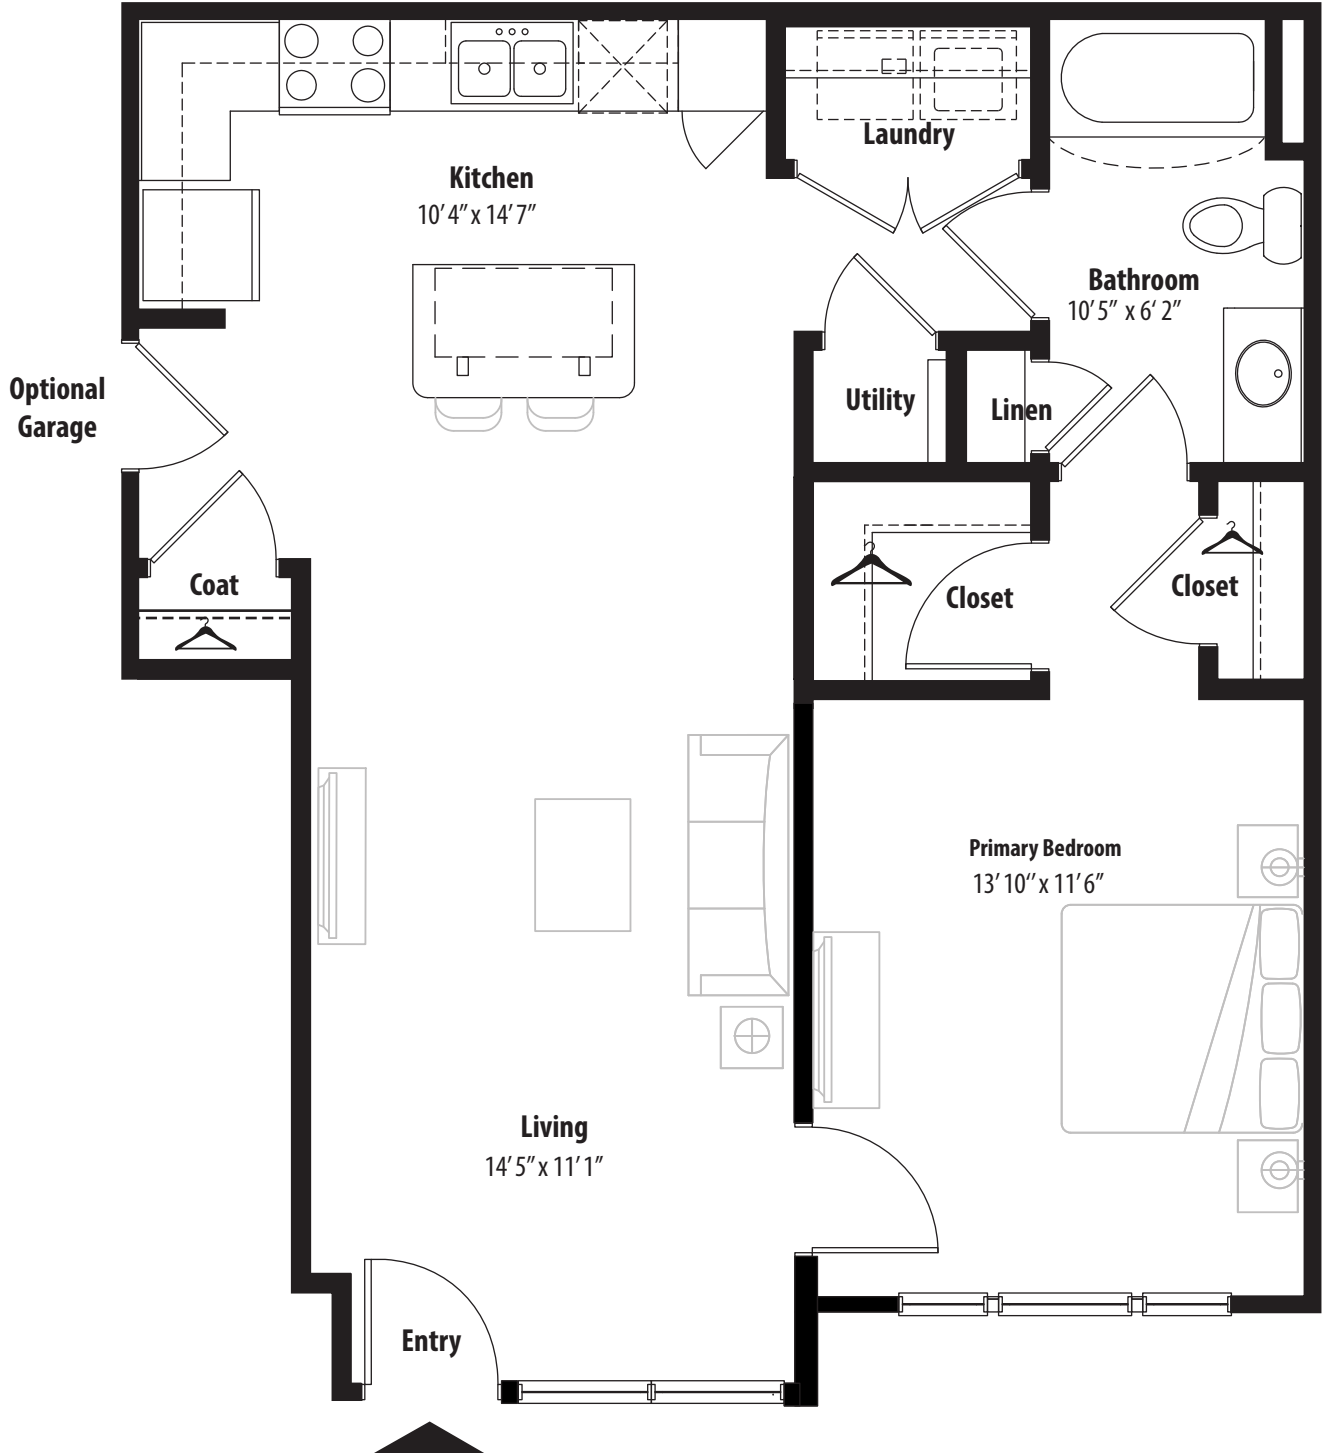 Laundry
Kitchen
10’4” x 14’7”
Bathroom
10’5” x 6‘ 2”
Optional
Garage
Utility
Linen
Coat
Closet
Closet
Primary Bedroom
13’ 10‘’ x 11’6”
Living
14’5” x 11’1”
Entry